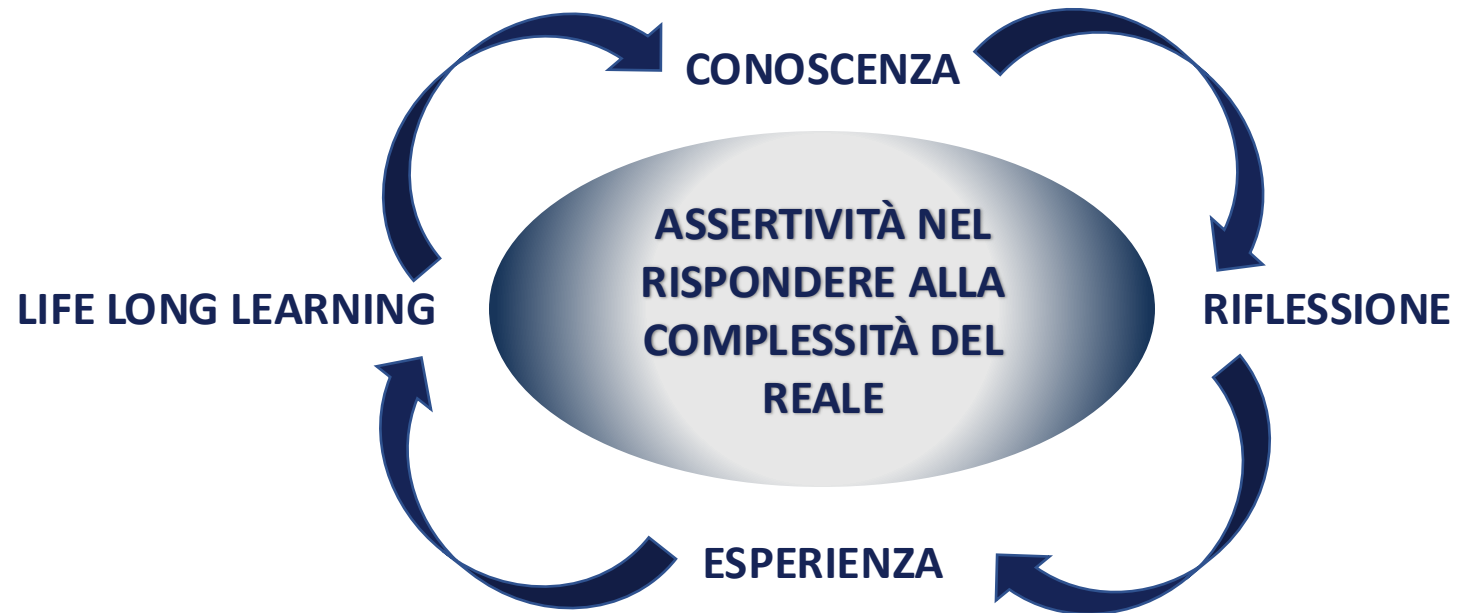 CONOSCENZA
ASSERTIVITÀ NEL
RISPONDERE ALLA
COMPLESSITÀ DEL
REALE
LIFE LONG LEARNING
RIFLESSIONE
ESPERIENZA